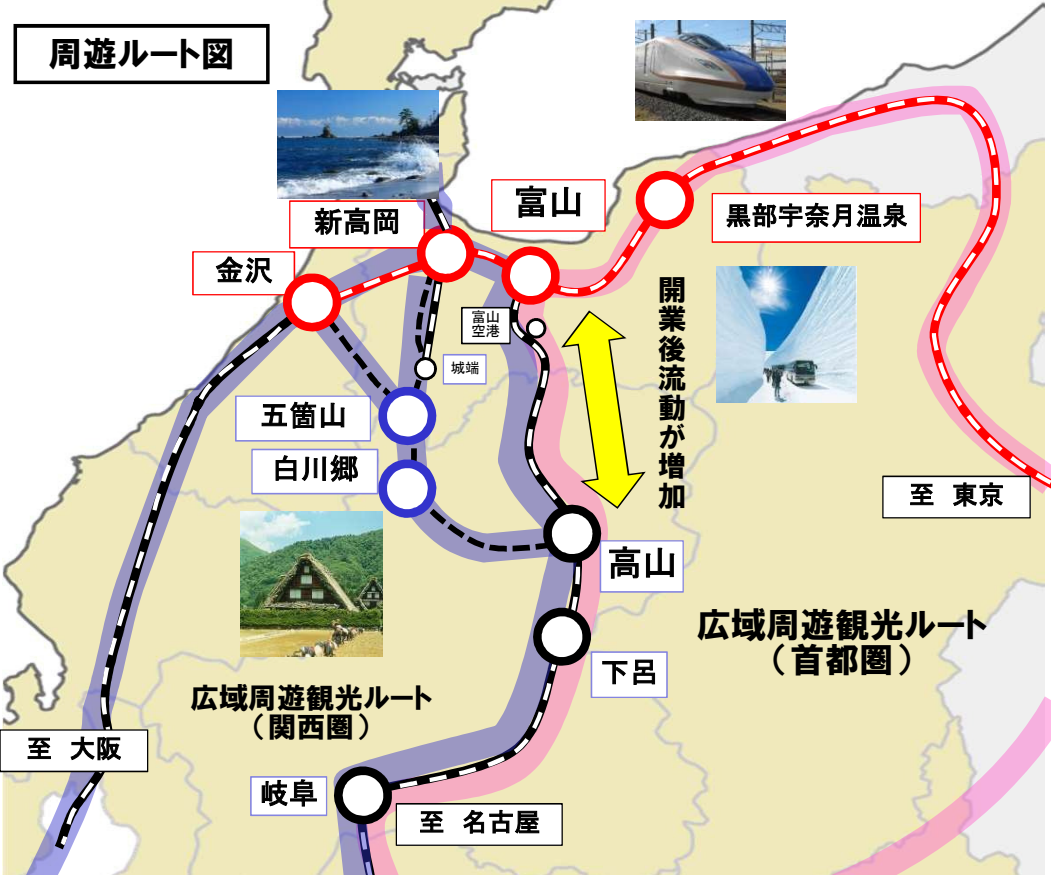 周遊ルート図
富山
新高岡
黒部宇奈月温泉
金沢
富山
空港
開業後流動が増加
城端
五箇山
白川郷
至 東京
高山
広域周遊観光ルート
（首都圏）
下呂
広域周遊観光ルート
（関西圏）
至 大阪
岐阜
至 名古屋